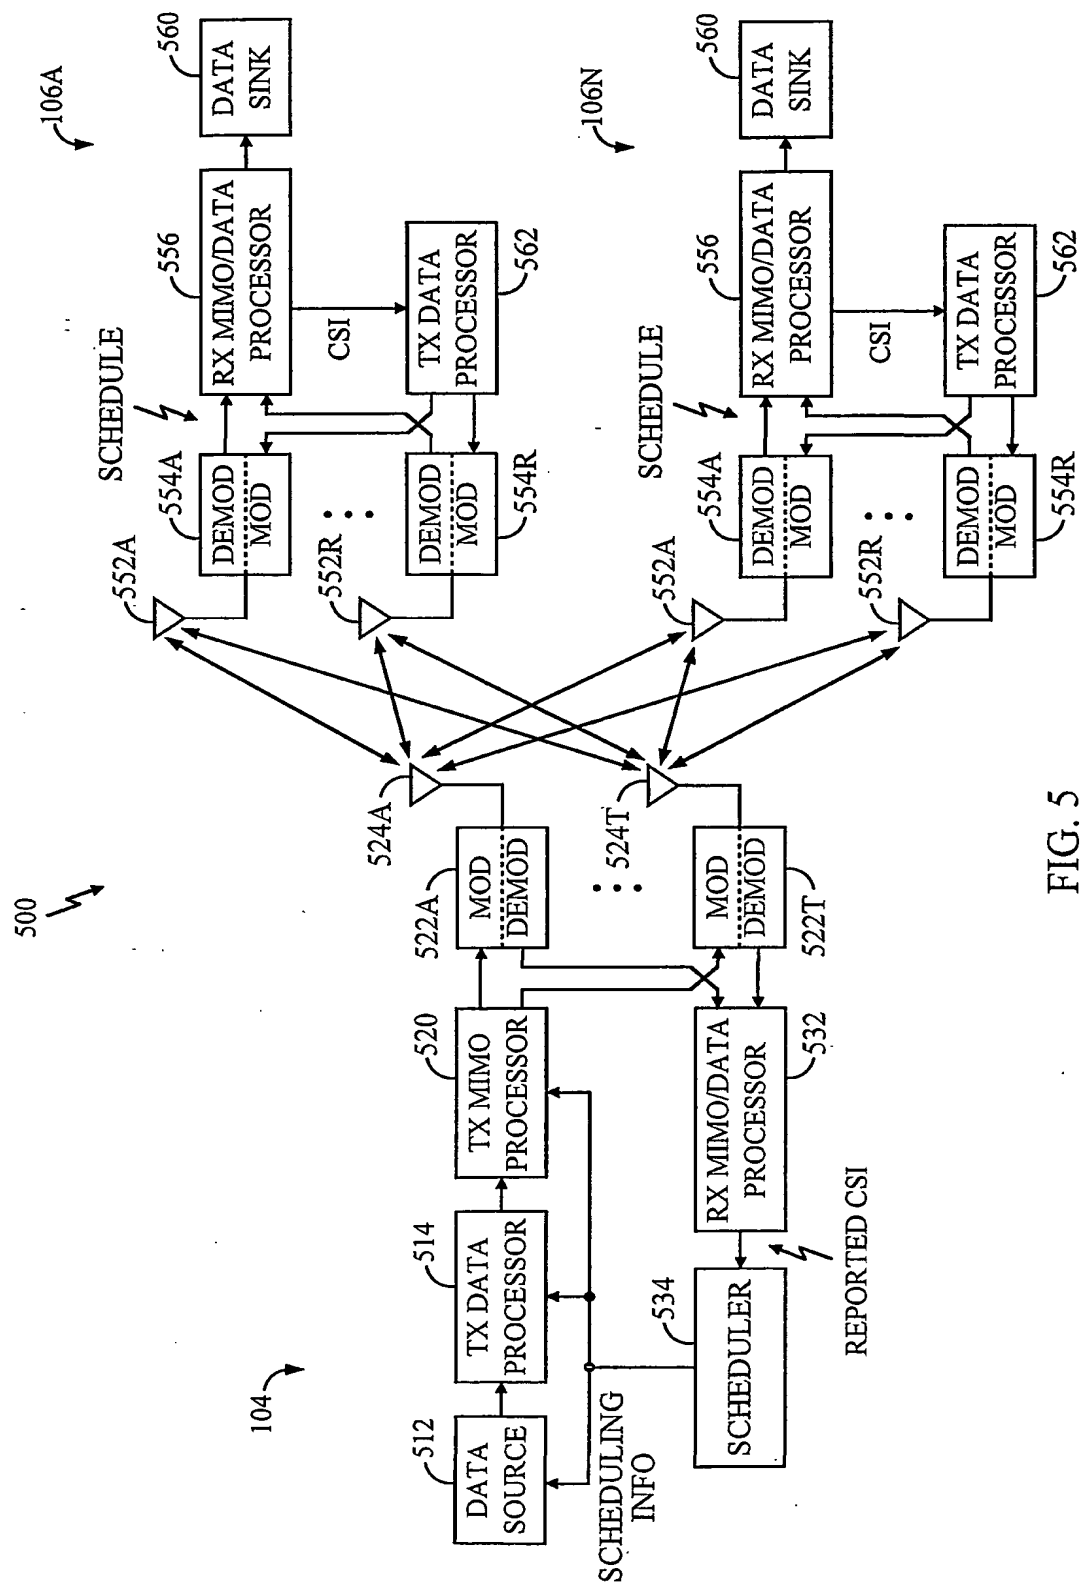 500
104
512
DATA
SOURCE
514
TX DATA
PROCESSOR
520
TX MIMO
PROCESSOR
522A
MOD
DEMOD
524A
SCHEDULING
INFO
534
SCHEDULER
REPORTED CSI
RX MIMO/DATA
PROCESSOR
532
MOD
DEMOD
522T
524T
106A
552A
554A
DEMOD
MOD
SCHEDULE
556
RX MIMO/DATA
PROCESSOR
560
DATA
SINK
CSI
552R
DEMOD
MOD
554R
TX DATA
PROCESSOR
562
106N
552A
554A
DEMOD
MOD
SCHEDULE
556
RX MIMO/DATA
PROCESSOR
560
DATA
SINK
CSI
552R
DEMOD
MOD
554R
TX DATA
PROCESSOR
562
FIG. 5